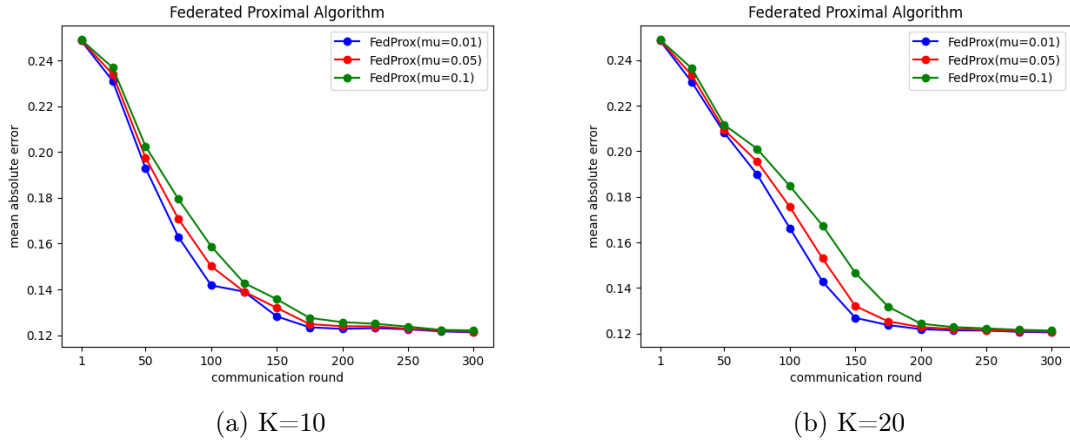 Federated Proximal Algorithm
FedProx(mu=0.01)
FedProx(mu=0.05)
FedProx(mu=0.1)
mean absolute error
0.24
0.22
0.20
0.18
0.16
0.14
0.12
1 50 100 150 200 250 300
communication round
(a) K=10
Federated Proximal Algorithm
FedProx(mu=0.01)
FedProx(mu=0.05)
FedProx(mu=0.1)
mean absolute error
0.24
0.22
0.20
0.18
0.16
0.14
0.12
1 50 100 150 200 250 300
communication round
(b) K=20